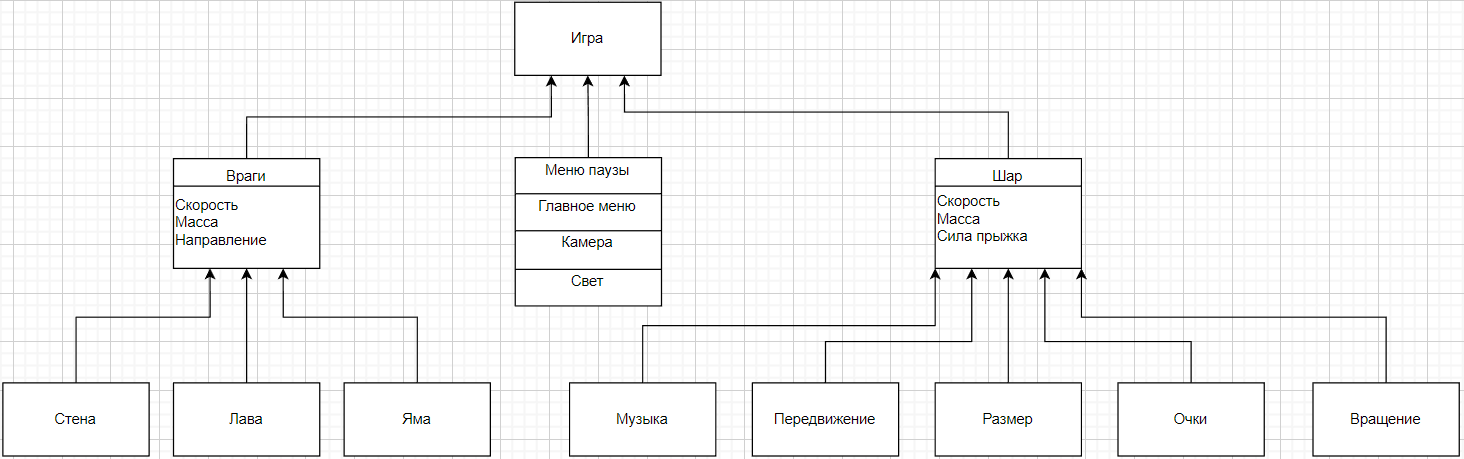 Игра
Враги
Скорость
Масса
Направление
Меню паузы
Главное меню
Камера
Свет
Шар
Скорость
Масса
Сила прыжка
Стена
Лава
Яма
Музыка
Передвижение
Размер
Очки
Вращение